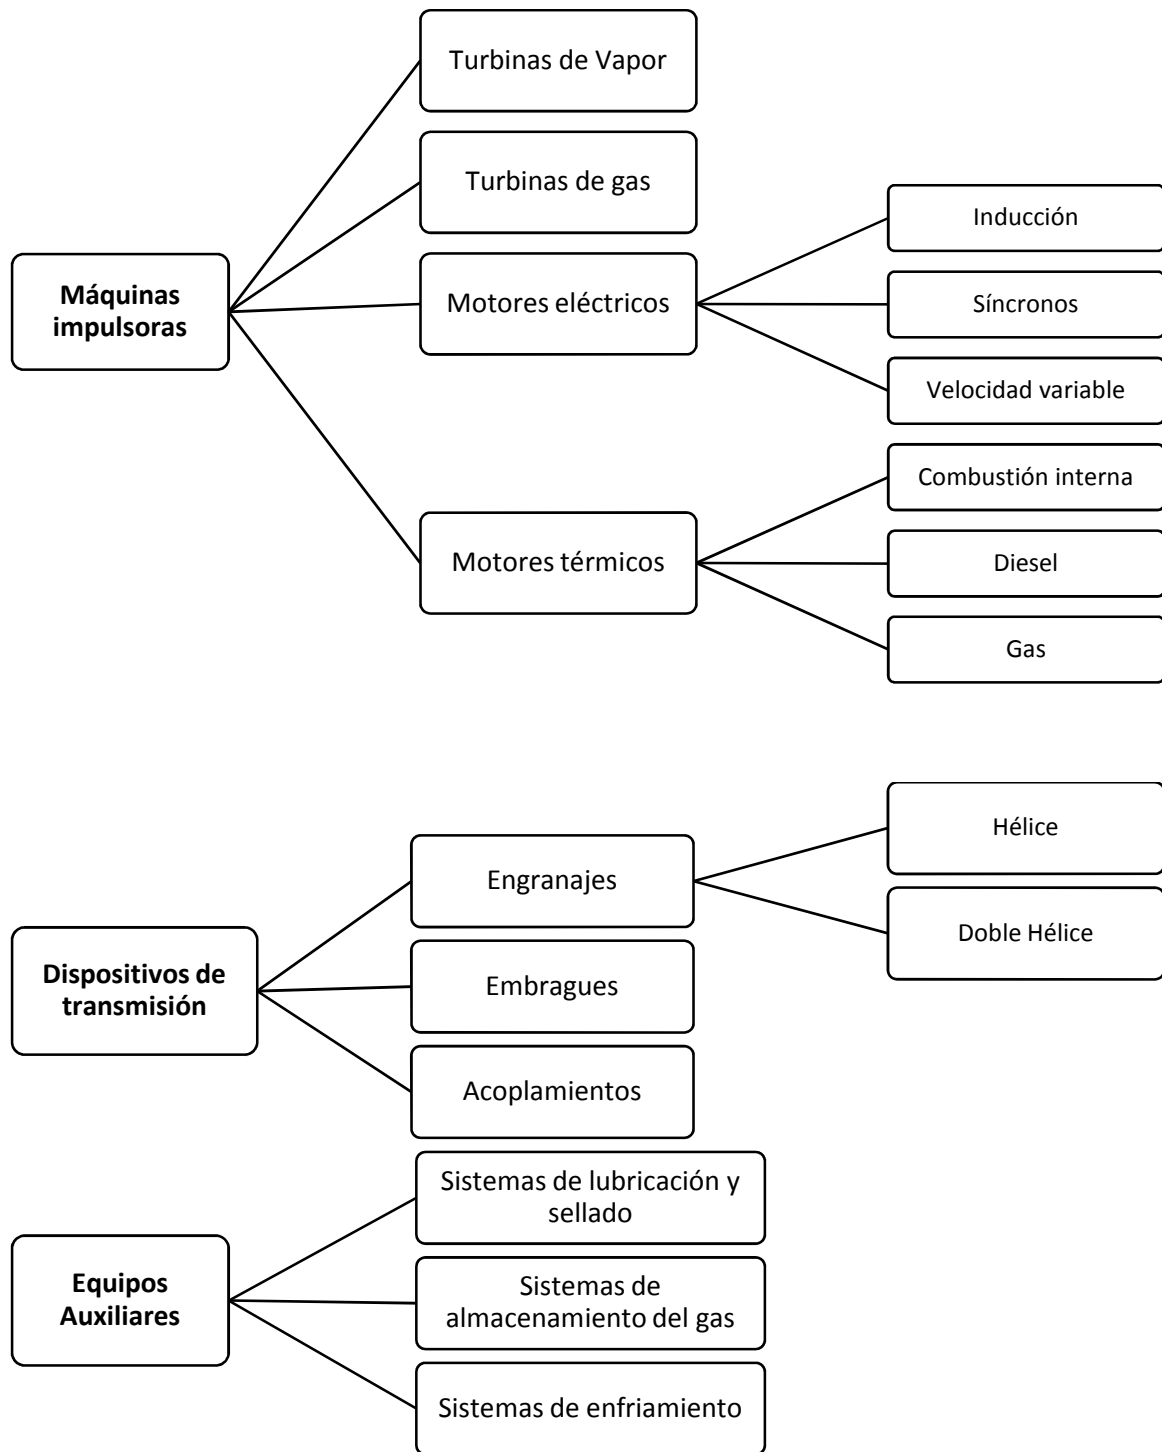 Turbinas de Vapor
Turbinas de gas
Inducción
Máquinas
impulsoras
Motores eléctricos
Síncronos
Velocidad variable
Combustión interna
Motores térmicos
Diesel
Gas
Hélice
Engranajes
Doble Hélice
Dispositivos de
transmisión
Embragues
Acoplamientos
Sistemas de lubricación y
sellado
Equipos
Auxiliares
Sistemas de
almacenamiento del gas
Sistemas de enfriamiento